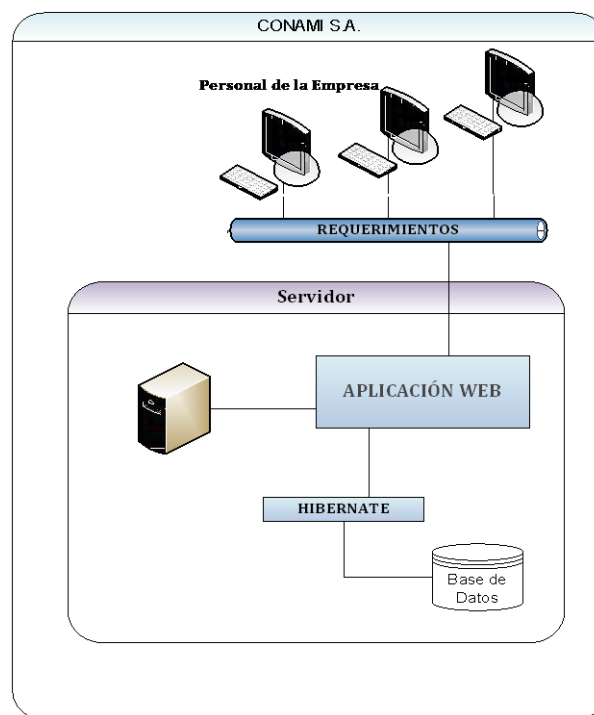 CONAMI S.A.
Personal de la Empresa
REQUERIMIENTOS
Servidor
APLICACIÓN WEB
HIBERNATE
Base de
Datos